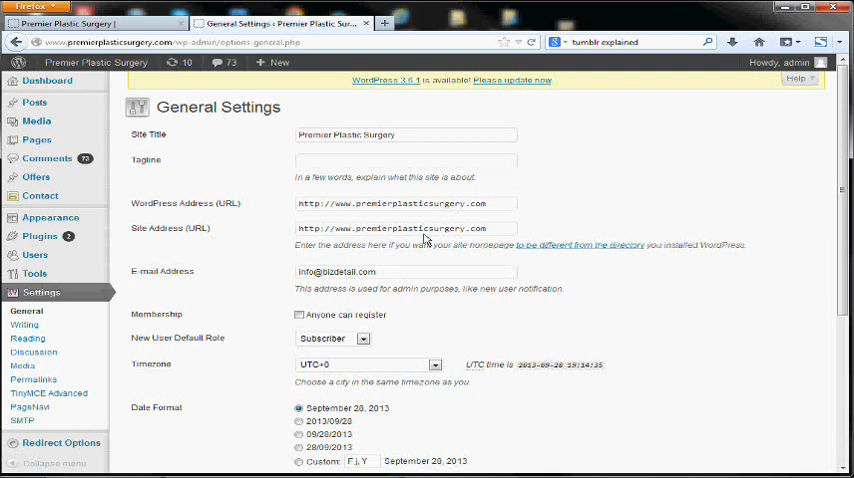 Firefox
Premier Plastic Surgery |
General Settings ‹ Premier Plastic Sur...
www.premierplasticsurgery.com/wp-admin/options-general.php
tumblr explained
Premier Plastic Surgery 10 73 + New Howdy, admin
WordPress 3.6.1 is available! Please update now.
Help
Dashboard
Posts
Media
Pages
Comments 73
Offers
Contact
Appearance
Plugins 2
Users
Tools
Settings
General
Writing
Reading
Discussion
Media
Permalinks
TinyMCE Advanced
PageNavi
SMTP
Redirect Options
Collapse menu
General Settings
Site Title Premier Plastic Surgery
Tagline
In a few words, explain what this site is about.
WordPress Address (URL) http://www.premierplasticsurgery.com
Site Address (URL) http://www.premierplasticsurgery.com
Enter the address here if you want your site homepage to be different from the directory you installed WordPress.
E-mail Address info@bizdetail.com
This address is used for admin purposes, like new user notification.
Membership Anyone can register
New User Default Role Subscriber
Timezone UTC+0 UTC time is 2013-09-28 19:14:35
Choose a city in the same timezone as you.
Date Format September 28, 2013
2013/09/28
09/28/2013
28/09/2013
Custom: F j, Y September 28, 2013